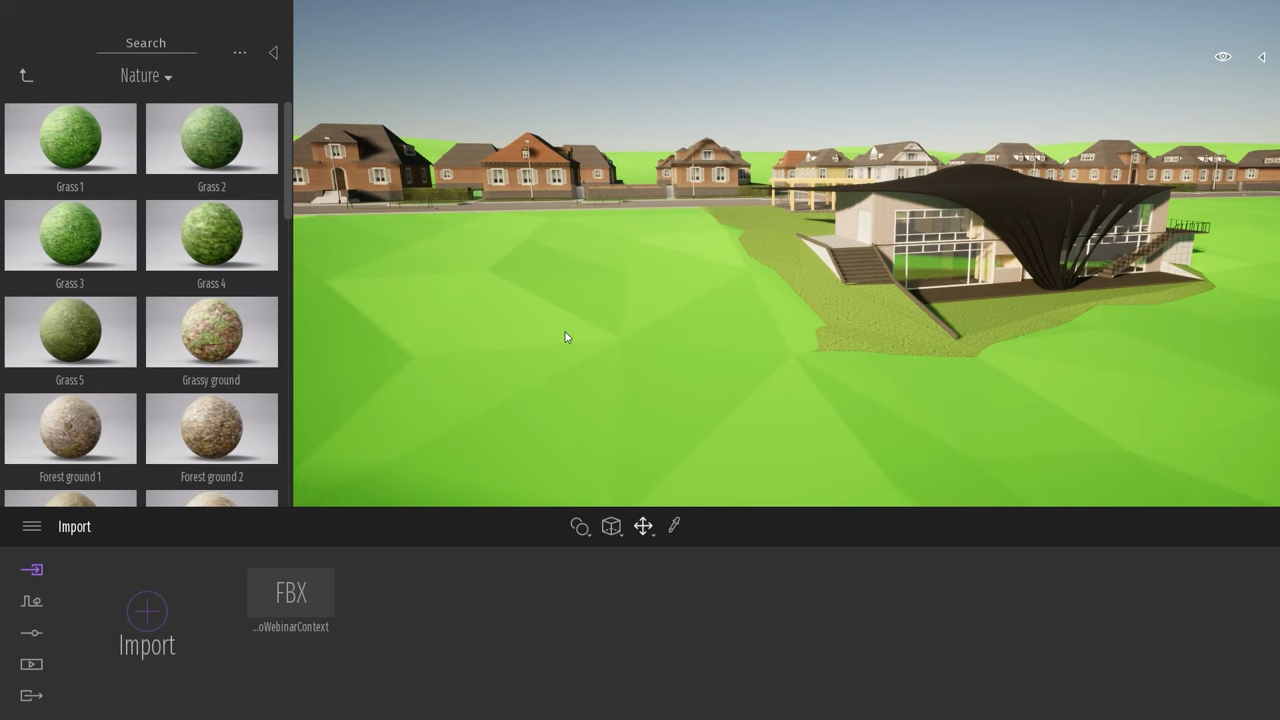 Search
Nature
Grass 1
Grass 2
Grass 3
Grass 4
Grass 5
Grassy ground
Forest ground 1
Forest ground 2
Import
FBX
Import
...oWebinarContext